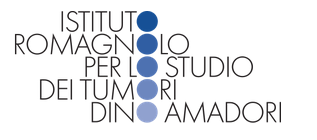 ISTITUTO
ROMAGNOLO
PER LO STUDIO
DEI TUMORI
DINO AMADORI